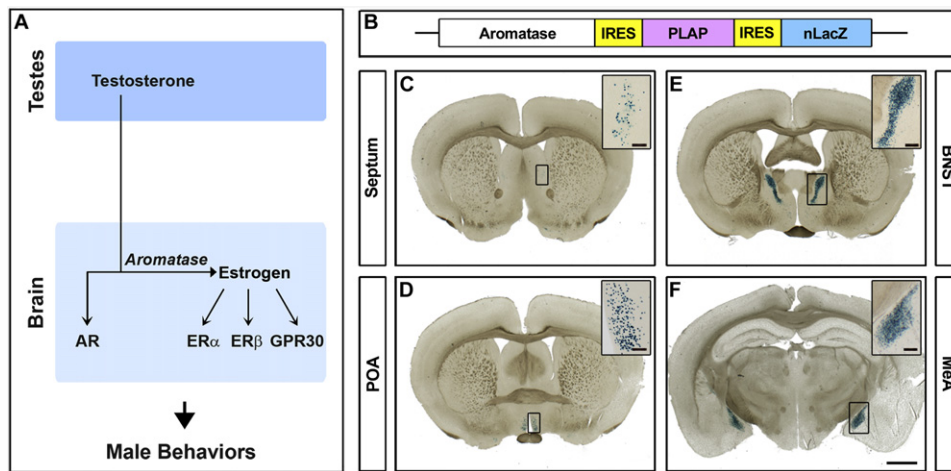 A
Testes
Testosterone
Brain
Aromatase
Estrogen
AR
ERα
ERβ
GPR30
Male Behaviors
B
Aromatase
IRES
PLAP
IRES
nLacZ
C
Septum
E
BNST
D
POA
F
MeA